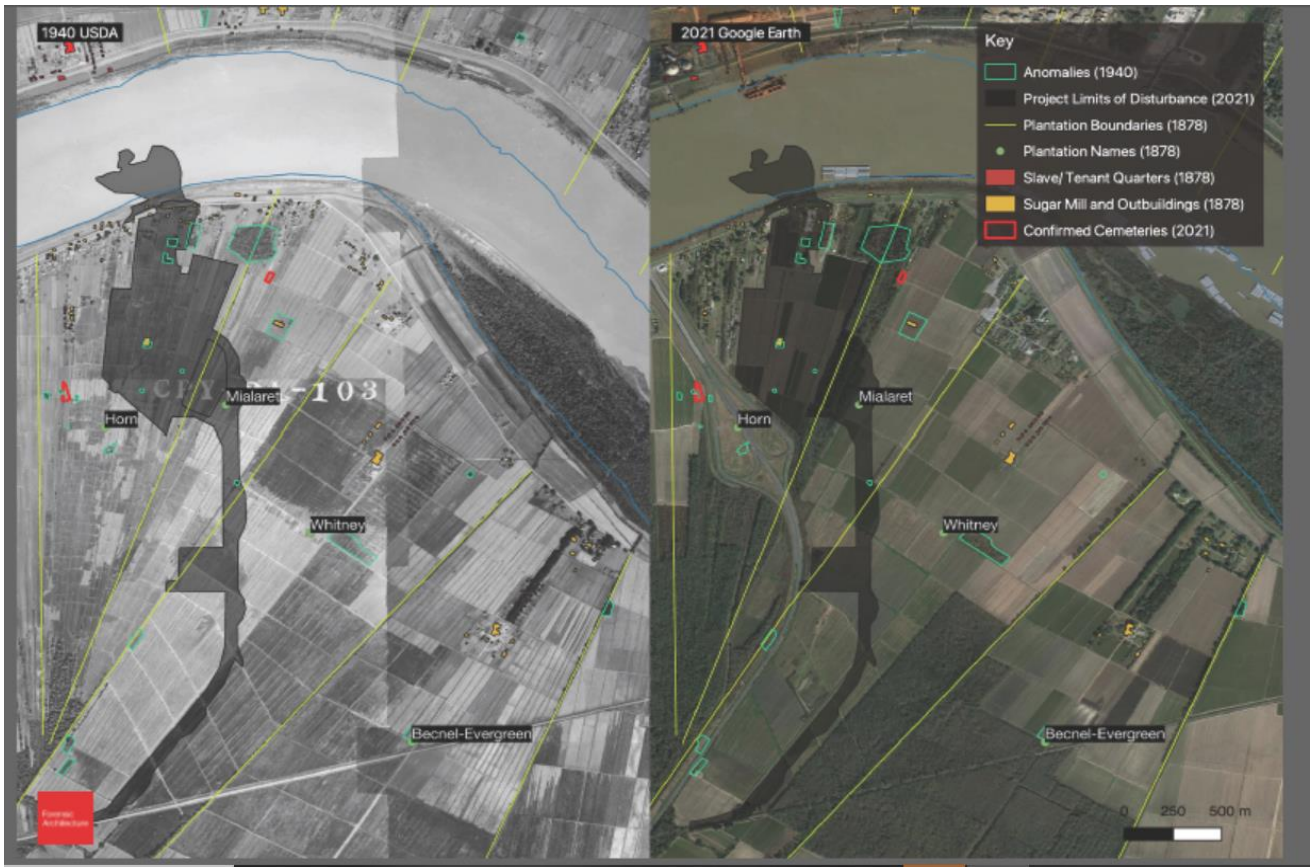 1940 USDA
CPY
-103
Mialaret
Horn
Whitney
Becnel-Evergreen
Forensic
Architecture
2021 Google Earth
Key
Anomalies (1940)
Project Limits of Disturbance (2021)
Plantation Boundaries (1878)
Plantation Names (1878)
Slave/ Tenant Quarters (1878)
Sugar Mill and Outbuildings (1878)
Confirmed Cemeteries (2021)
Mialaret
Horn
Whitney
Becnel-Evergreen
0 250 500 m